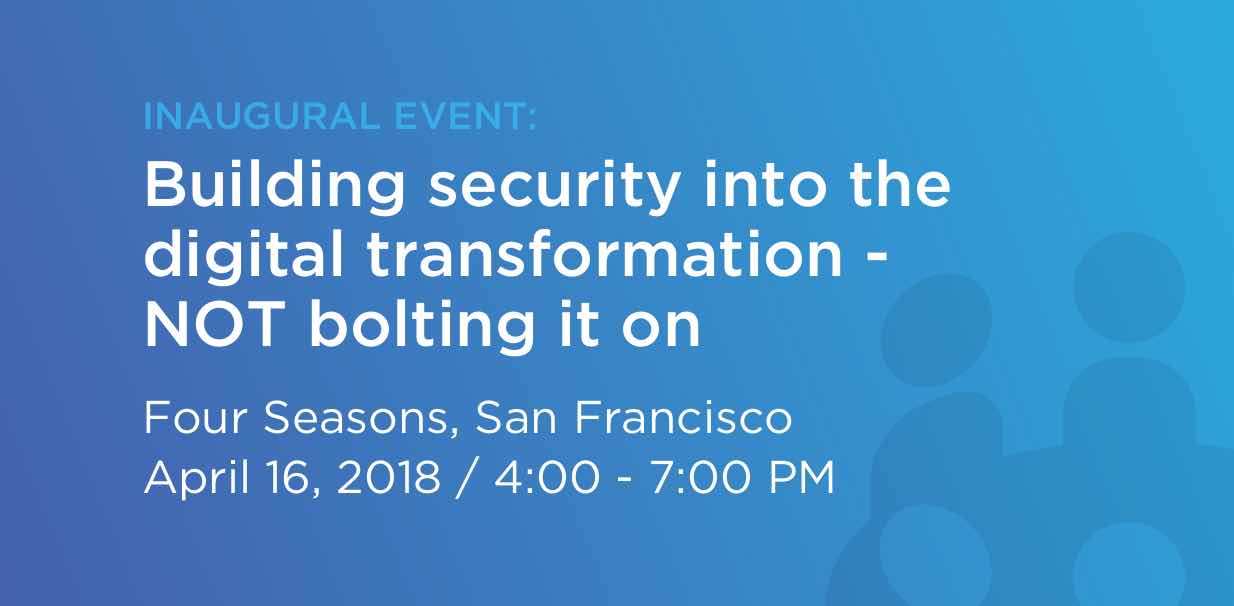 INAUGURAL EVENT:
Building security into the
digital transformation -
NOT bolting it on
Four Seasons, San Francisco
April 16, 2018 / 4:00 - 7:00 PM